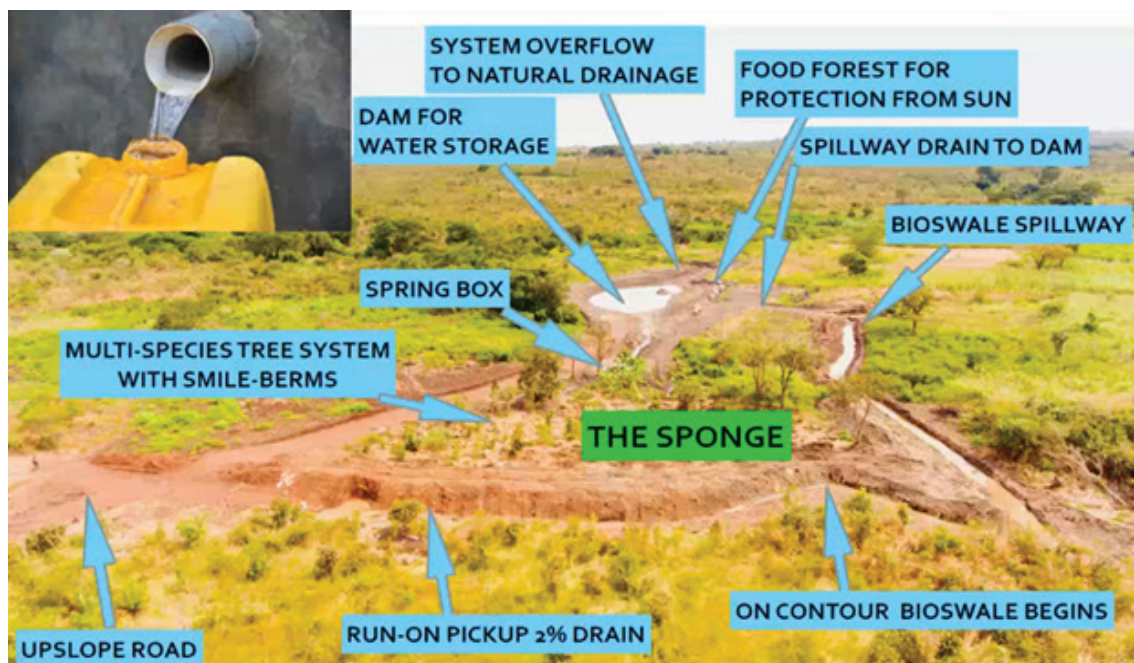 SYSTEM OVERFLOW
TO NATURAL DRAINAGE
FOOD FOREST FOR
PROTECTION FROM SUN
DAM FOR
WATER STORAGE
SPILLWAY DRAIN TO DAM
BIOSWALE SPILLWAY
SPRING BOX
MULTI-SPECIES TREE SYSTEM
WITH SMILE-BERMS
THE SPONGE
UPSLOPE ROAD
RUN-ON PICKUP 2% DRAIN
ON CONTOUR BIOSWALE BEGINS